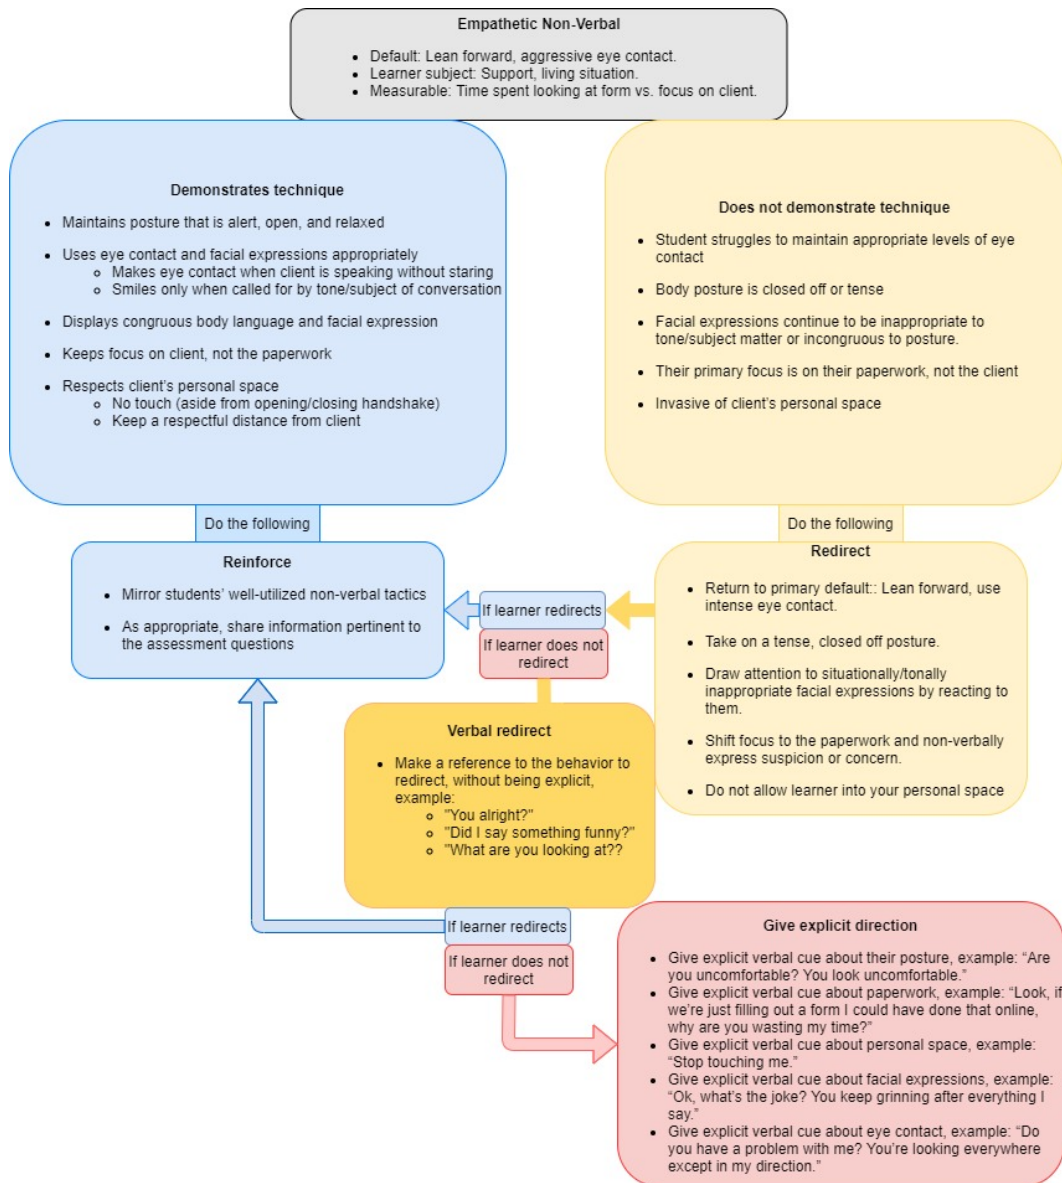 Empathetic Non-Verbal
• Default: Lean forward, aggressive eye contact.
• Learner subject: Support, living situation.
• Measurable: Time spent looking at form vs. focus on client.
Demonstrates technique
• Maintains posture that is alert, open, and relaxed
• Uses eye contact and facial expressions appropriately
o Makes eye contact when client is speaking without staring
o Smiles only when called for by tone/subject of conversation
• Displays congruous body language and facial expression
• Keeps focus on client, not the paperwork
• Respects client's personal space
o No touch (aside from opening/closing handshake)
o Keep a respectful distance from client
Does not demonstrate technique
• Student struggles to maintain appropriate levels of eye
contact
• Body posture is closed off or tense
• Facial expressions continue to be inappropriate to
tone/subject matter or incongruous to posture.
• Their primary focus is on their paperwork, not the client
• Invasive of client's personal space
Do the following
Do the following
Reinforce
• Mirror students' well-utilized non-verbal tactics
• As appropriate, share information pertinent to
the assessment questions
If learner redirects
If learner does not
redirect
Redirect
• Return to primary default:: Lean forward, use
intense eye contact.
• Take on a tense, closed off posture.
• Draw attention to situationally/tonally
inappropriate facial expressions by reacting to
them.
• Shift focus to the paperwork and non-verbally
express suspicion or concern.
• Do not allow learner into your personal space
Verbal redirect
• Make a reference to the behavior to
redirect, without being explicit,
example:
o "You alright?"
o "Did I say something funny?"
o "What are you looking at??
If learner redirects
If learner does not
redirect
Give explicit direction
• Give explicit verbal cue about their posture, example: “Are
you uncomfortable? You look uncomfortable.”
• Give explicit verbal cue about paperwork, example: “Look, if
we’re just filling out a form I could have done that online,
why are you wasting my time?”
• Give explicit verbal cue about personal space, example:
“Stop touching me.”
• Give explicit verbal cue about facial expressions, example:
“Ok, what’s the joke? You keep grinning after everything I
say.”
• Give explicit verbal cue about eye contact, example: “Do
you have a problem with me? You’re looking everywhere
except in my direction.”